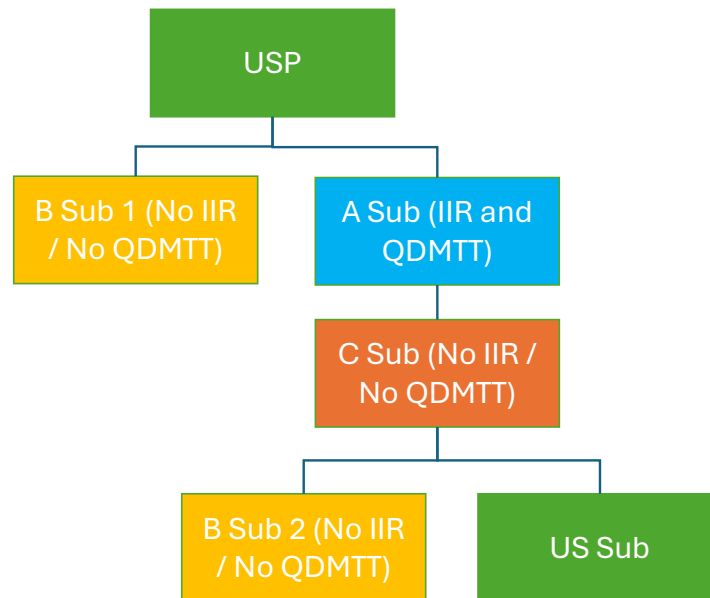 USP
B Sub 1 (No IIR
/ No QDMTT)
A Sub (IIR and
QDMTT)
C Sub (No IIR /
No QDMTT)
B Sub 2 (No IIR
/ No QDMTT)
US Sub